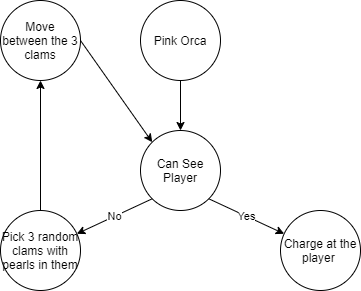 Move
between the 3
clams
Pink Orca
Can See
Player
No
Yes
Pick 3 random
clams with
pearls in them
Charge at the
player